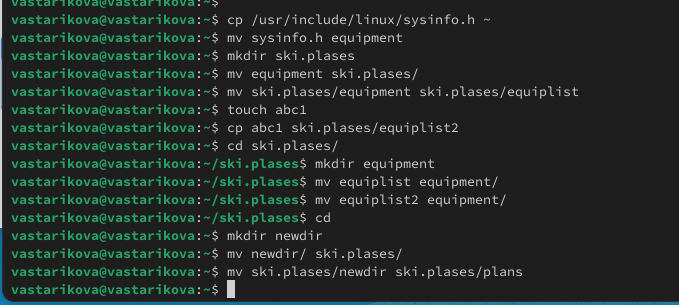 vastarikova@vastarikova:~$
vastarikova@vastarikova:~$ cp /usr/include/linux/sysinfo.h ~
vastarikova@vastarikova:~$ mv sysinfo.h equipment
vastarikova@vastarikova:~$ mkdir ski.plases
vastarikova@vastarikova:~$ mv equipment ski.plases/
vastarikova@vastarikova:~$ mv ski.plases/equipment ski.plases/equiplist
vastarikova@vastarikova:~$ touch abc1
vastarikova@vastarikova:~$ cp abc1 ski.plases/equiplist2
vastarikova@vastarikova:~$ cd ski.plases/
vastarikova@vastarikova:~/ski.plases$ mkdir equipment
vastarikova@vastarikova:~/ski.plases$ mv equiplist equipment/
vastarikova@vastarikova:~/ski.plases$ mv equiplist2 equipment/
vastarikova@vastarikova:~/ski.plases$ cd
vastarikova@vastarikova:~$ mkdir newdir
vastarikova@vastarikova:~$ mv newdir/ ski.plases/
vastarikova@vastarikova:~$ mv ski.plases/newdir ski.plases/plans
vastarikova@vastarikova:~$